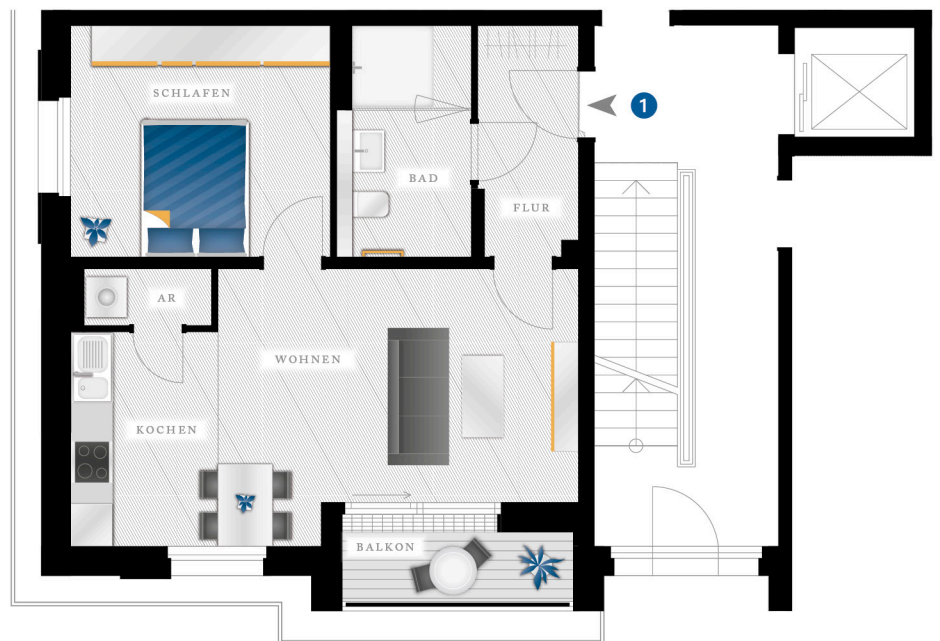 SCHLAFEN
1
BAD
FLUR
AR
WOHNEN
KOCHEN
BALKON